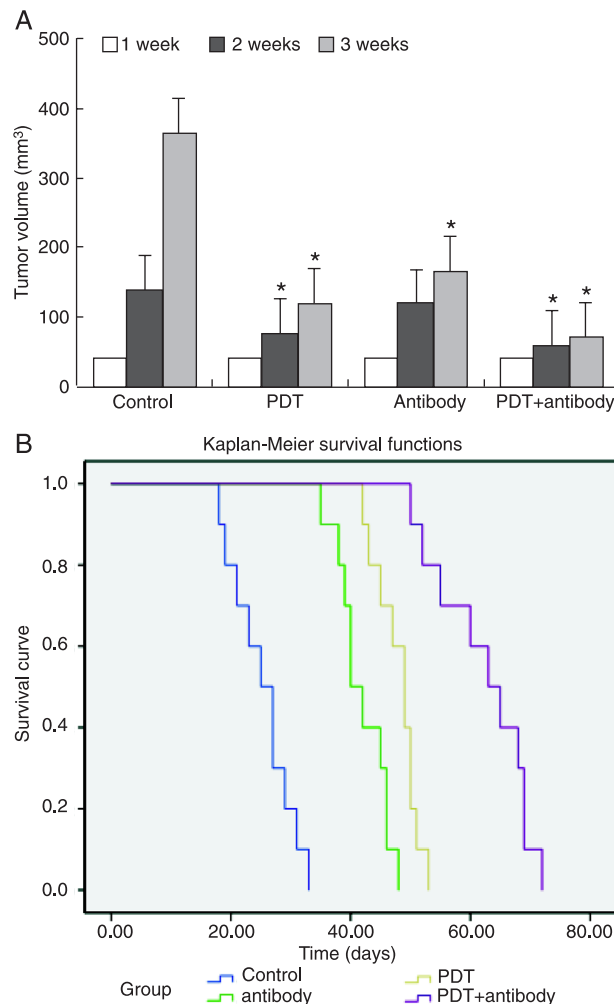 A
1 week 2 weeks 3 weeks
Tumor volume (mm³)
500
400
300
200
100
0
* * * * *
Control PDT Antibody PDT+antibody
B
Kaplan-Meier survival functions
Survival curve
1.0
0.8
0.6
0.4
0.2
0.0
0.00 20.00 40.00 60.00 80.00
Time (days)
Group Control PDT
antibody PDT+antibody